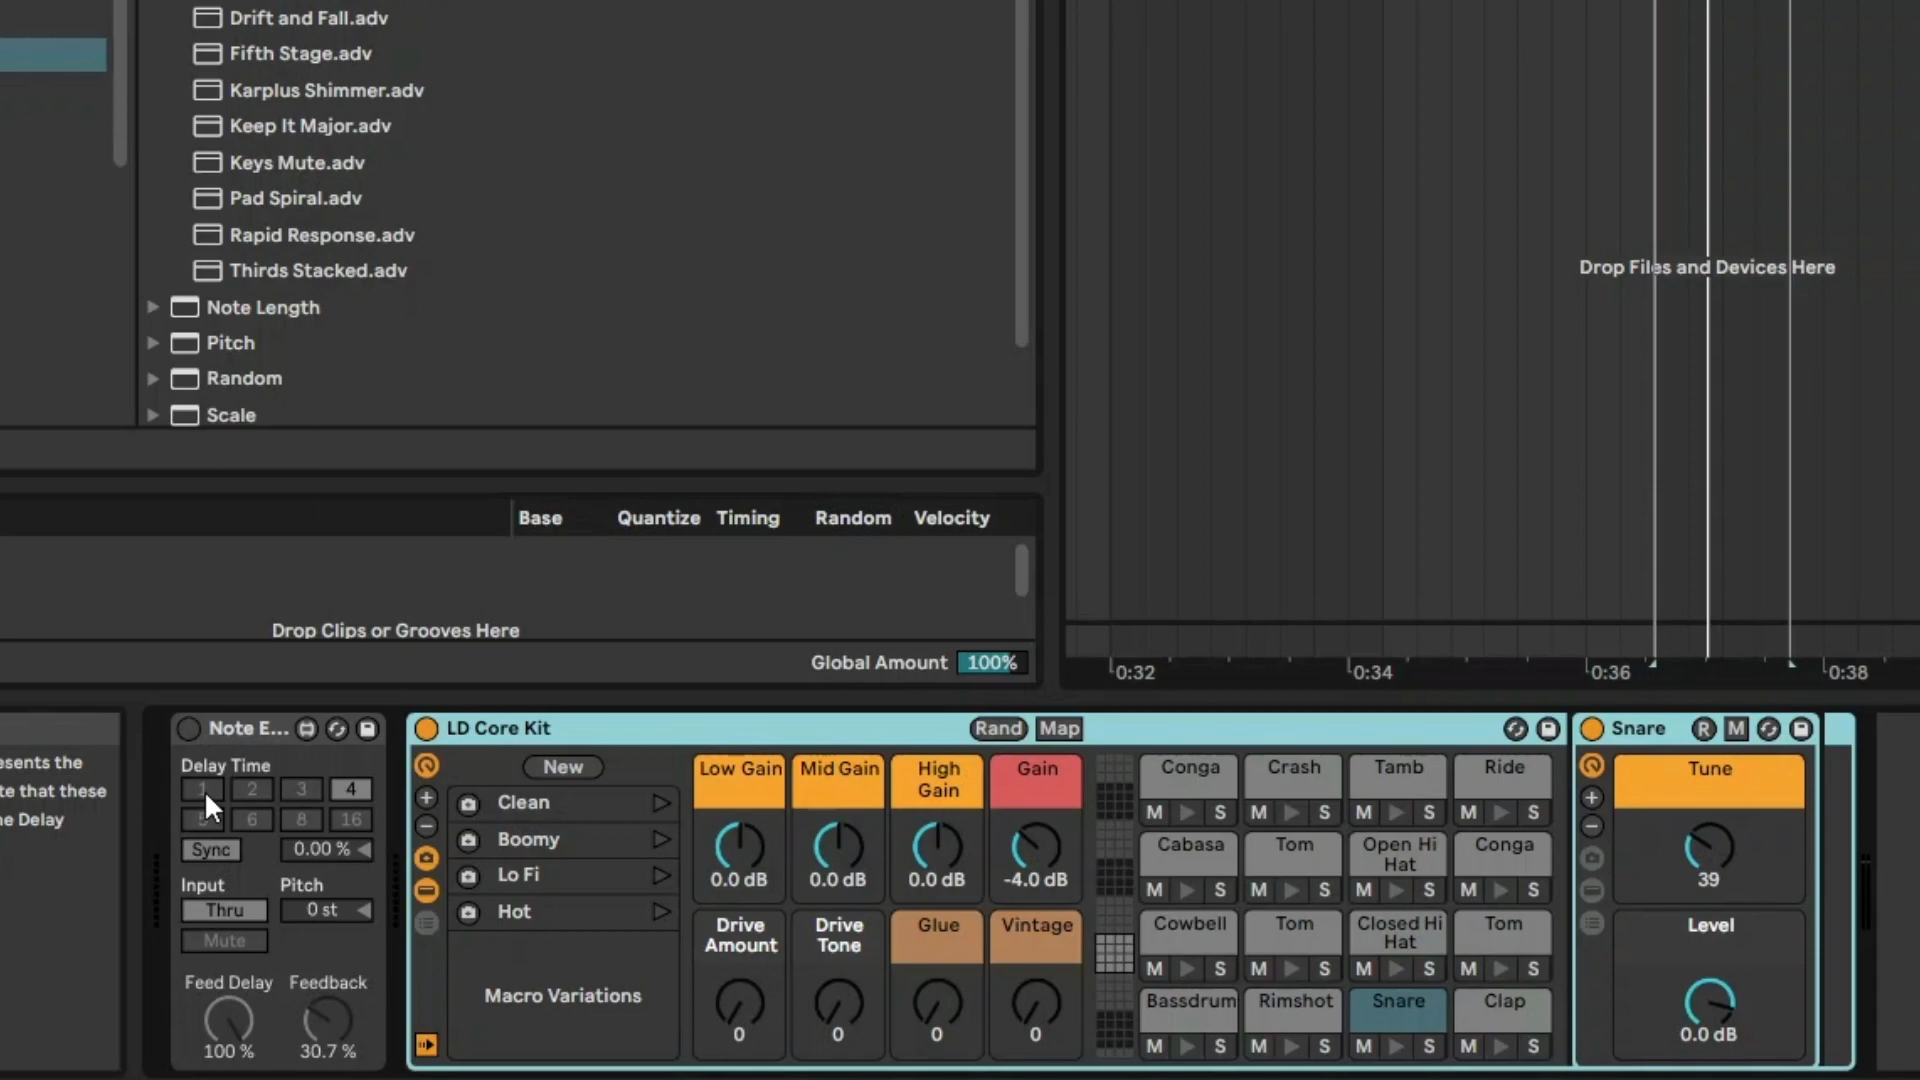 Drift and Fall.adv
Fifth Stage.adv
Karplus Shimmer.adv
Keep It Major.adv
Keys Mute.adv
Pad Spiral.adv
Rapid Response.adv
Thirds Stacked.adv
Note Length
Pitch
Random
Scale
Drop Files and Devices Here
Base Quantize Timing Random Velocity
Drop Clips or Grooves Here
Global Amount 100%
0:32 0:34 0:36 0:38
esents the
te that these
e Delay
Note E...
Delay Time
1 2 3 4
5 6 8 16
Sync 0.00 %
Input Pitch
Thru 0 st
Mute
Feed Delay Feedback
100 % 30.7 %
LD Core Kit Rand Map
New
Clean
Boomy
Lo Fi
Hot
Macro Variations
Low Gain Mid Gain High Gain Gain
0.0 dB 0.0 dB 0.0 dB -4.0 dB
Drive Amount Drive Tone Glue Vintage
0 0 0 0
Conga Crash Tamb Ride
M S M S M S M S
Cabasa Tom Open Hi Hat Conga
M S M S M S M S
Cowbell Tom Closed Hi Hat Tom
M S M S M S M S
Bassdrum Rimshot Snare Clap
M S M S M S M S
Snare R M
Tune
39
Level
0.0 dB